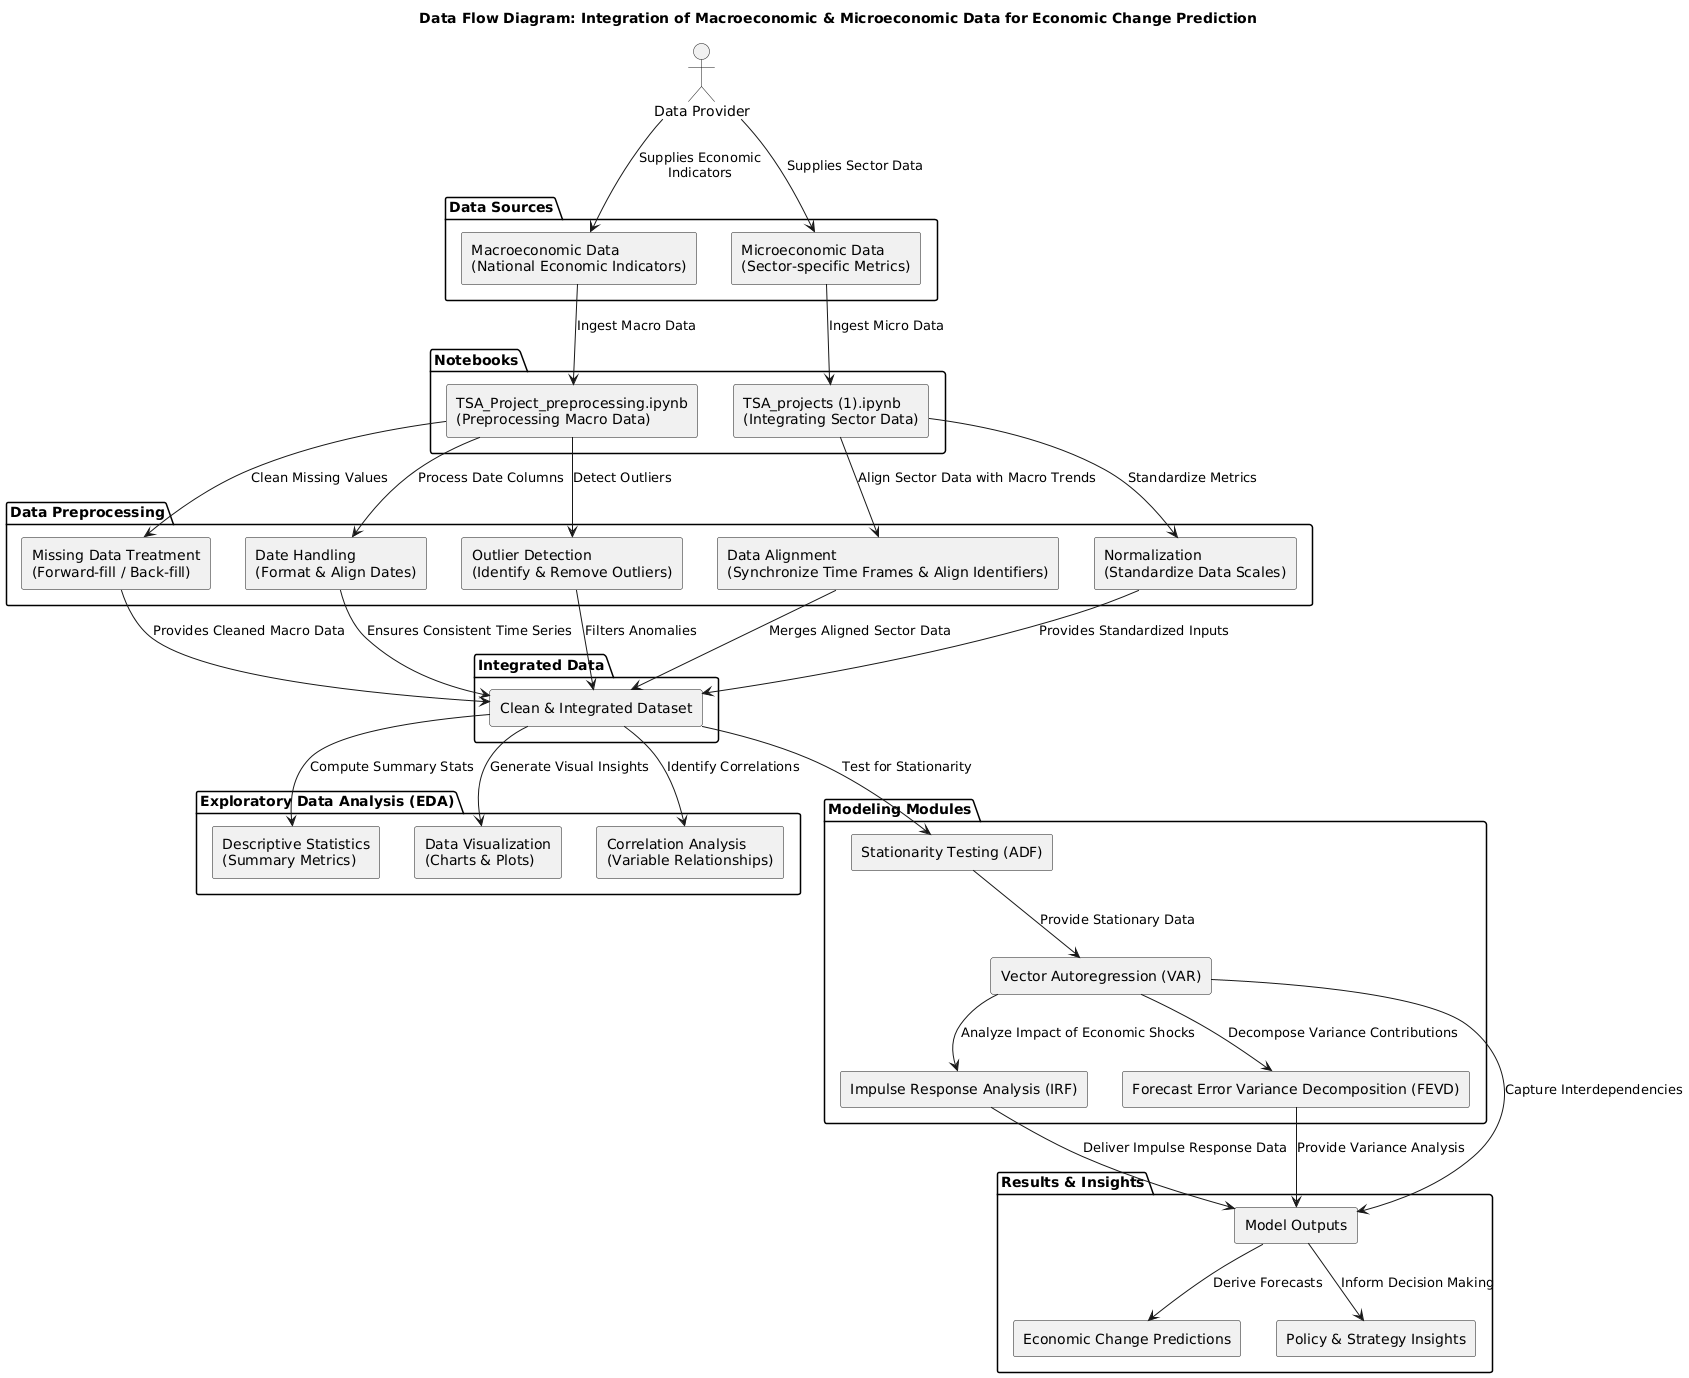 Data Flow Diagram: Integration of Macroeconomic & Microeconomic Data for Economic Change Prediction
Data Provider
Supplies Economic
Indicators
Supplies Sector Data
Data Sources
Macroeconomic Data
(National Economic Indicators)
Microeconomic Data
(Sector-specific Metrics)
Ingest Macro Data
Ingest Micro Data
Notebooks
TSA_Project_preprocessing.ipynb
(Preprocessing Macro Data)
TSA_projects (1).ipynb
(Integrating Sector Data)
Clean Missing Values
Process Date Columns
Detect Outliers
Align Sector Data with Macro Trends
Standardize Metrics
Data Preprocessing
Missing Data Treatment
(Forward-fill / Back-fill)
Date Handling
(Format & Align Dates)
Outlier Detection
(Identify & Remove Outliers)
Data Alignment
(Synchronize Time Frames & Align Identifiers)
Normalization
(Standardize Data Scales)
Provides Cleaned Macro Data
Ensures Consistent Time Series
Filters Anomalies
Merges Aligned Sector Data
Provides Standardized Inputs
Integrated Data
Clean & Integrated Dataset
Compute Summary Stats
Generate Visual Insights
Identify Correlations
Test for Stationarity
Exploratory Data Analysis (EDA)
Descriptive Statistics
(Summary Metrics)
Data Visualization
(Charts & Plots)
Correlation Analysis
(Variable Relationships)
Modeling Modules
Stationarity Testing (ADF)
Provide Stationary Data
Vector Autoregression (VAR)
Analyze Impact of Economic Shocks
Decompose Variance Contributions
Impulse Response Analysis (IRF)
Forecast Error Variance Decomposition (FEVD)
Capture Interdependencies
Deliver Impulse Response Data
Provide Variance Analysis
Results & Insights
Model Outputs
Derive Forecasts
Inform Decision Making
Economic Change Predictions
Policy & Strategy Insights